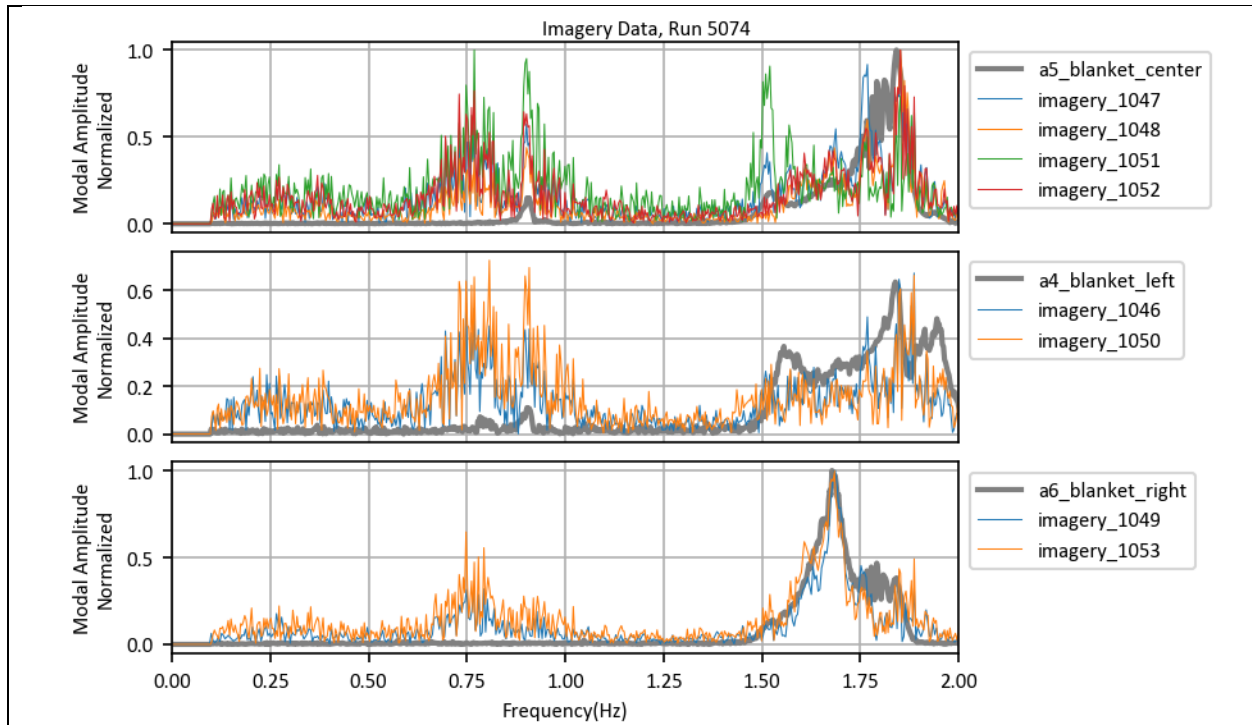 Imagery Data, Run 5074
Modal Amplitude
Normalized
1.0
0.5
0.0
a5_blanket_center
imagery_1047
imagery_1048
imagery_1051
imagery_1052
Modal Amplitude
Normalized
0.6
0.4
0.2
0.0
a4_blanket_left
imagery_1046
imagery_1050
Modal Amplitude
Normalized
1.0
0.5
0.0
a6_blanket_right
imagery_1049
imagery_1053
0.00 0.25 0.50 0.75 1.00 1.25 1.50 1.75 2.00
Frequency(Hz)